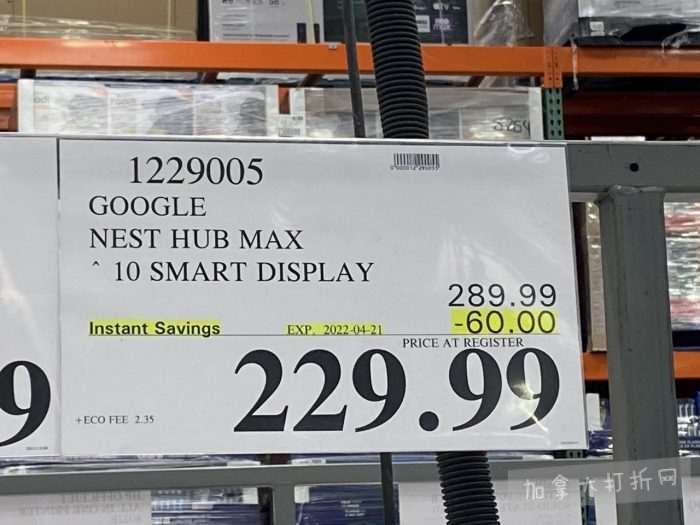 1229005
GOOGLE
NEST HUB MAX
^ 10 SMART DISPLAY
289.99
Instant Savings EXP. 2022-04-21 -60.00
PRICE AT REGISTER
+ECO FEE 2.35
229.99
9
5254
加拿大打折网